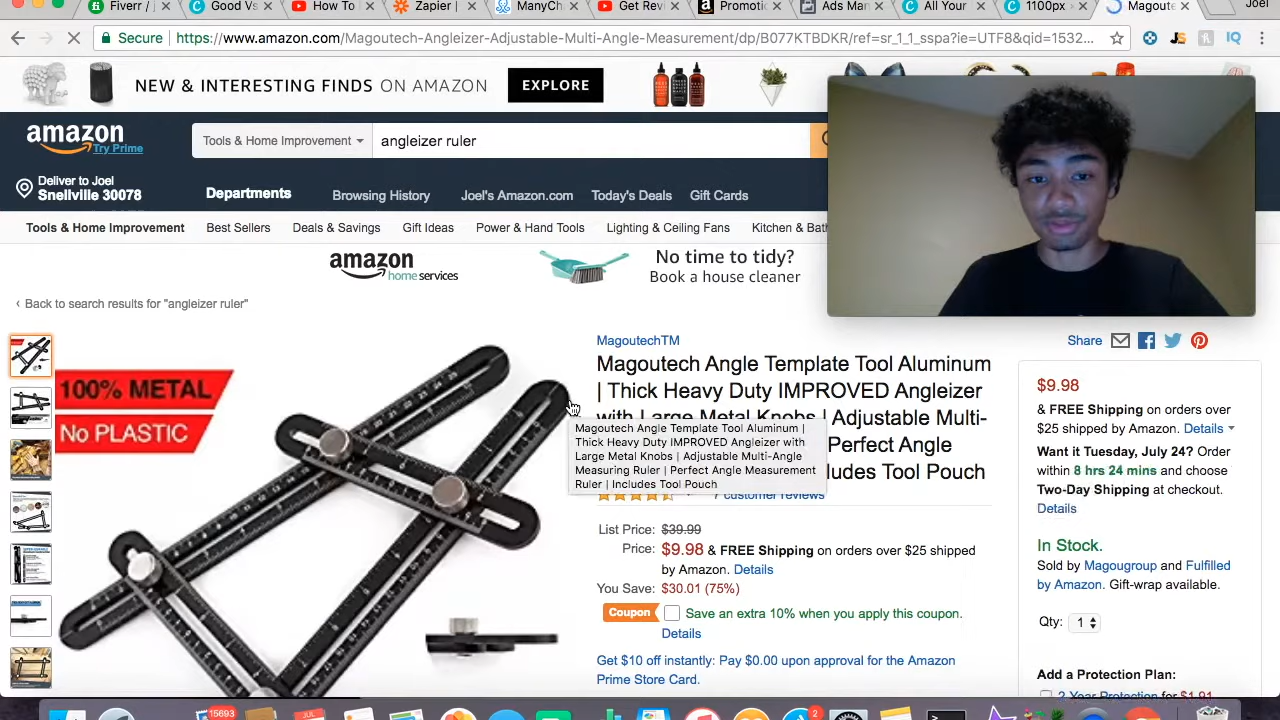 Fiverr /
Good Vs
How To
Zapier |
ManyCh
Get Revi
Promotic
Ads Mar
All Your
1100px
Magoute
Joel
Secure
https://www.amazon.com/Magoutech-Angleizer-Adjustable-Multi-Angle-Measurement/dp/B077KTBDKR/ref=sr_1_1_sspa?ie=UTF8&qid=1532...
NEW & INTERESTING FINDS ON AMAZON
EXPLORE
amazon
Try Prime
Tools & Home Improvement
angleizer ruler
Deliver to Joel
Snellville 30078
Departments
Browsing History
Joel's Amazon.com
Today's Deals
Gift Cards
Tools & Home Improvement
Best Sellers
Deals & Savings
Gift Ideas
Power & Hand Tools
Lighting & Ceiling Fans
Kitchen & Bath
amazon
home services
No time to tidy?
Book a house cleaner
‹ Back to search results for "angleizer ruler"
100% METAL
No PLASTIC
MagoutechTM
Magoutech Angle Template Tool Aluminum
| Thick Heavy Duty IMPROVED Angleizer
with Large Metal Knobs | Adjustable Multi-
Perfect Angle
ludes Tool Pouch
Magoutech Angle Template Tool Aluminum |
Thick Heavy Duty IMPROVED Angleizer with
Large Metal Knobs | Adjustable Multi-Angle
Measuring Ruler | Perfect Angle Measurement
Ruler | Includes Tool Pouch
7 customer reviews
List Price: $39.99
Price: $9.98 & FREE Shipping on orders over $25 shipped
by Amazon. Details
You Save: $30.01 (75%)
Coupon
Save an extra 10% when you apply this coupon.
Details
Get $10 off instantly: Pay $0.00 upon approval for the Amazon
Prime Store Card.
Share
$9.98
& FREE Shipping on orders over
$25 shipped by Amazon. Details
Want it Tuesday, July 24? Order
within 8 hrs 24 mins and choose
Two-Day Shipping at checkout.
Details
In Stock.
Sold by Magougroup and Fulfilled
by Amazon. Gift-wrap available.
Qty: 1
Add a Protection Plan:
2-Year Protection for $1.91
15693
JUL
2